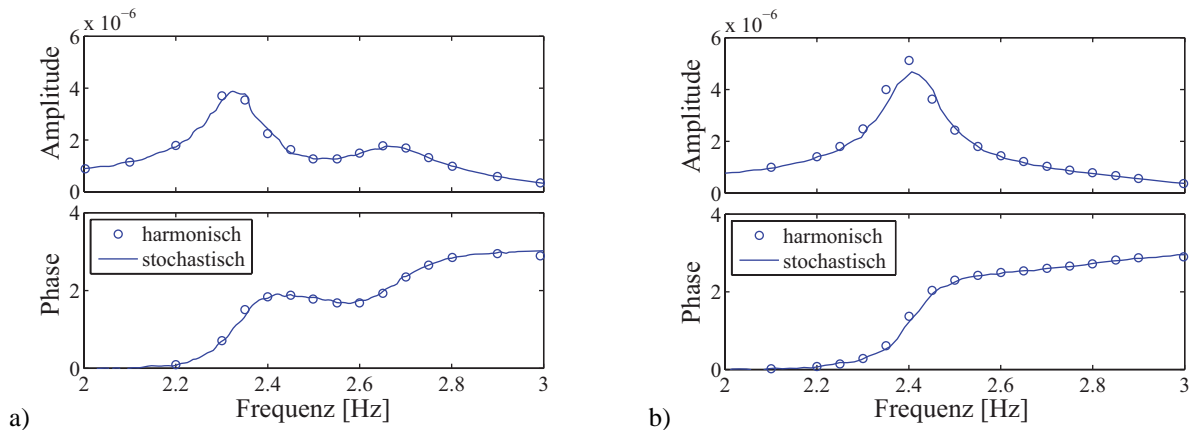 x 10⁻⁶
6
4
2
0
Amplitude
4
2
0
Phase
harmonisch
stochastisch
2 2.2 2.4 2.6 2.8 3
Frequenz [Hz]
a)
x 10⁻⁶
6
4
2
0
Amplitude
4
2
0
Phase
harmonisch
stochastisch
2 2.2 2.4 2.6 2.8 3
Frequenz [Hz]
b)